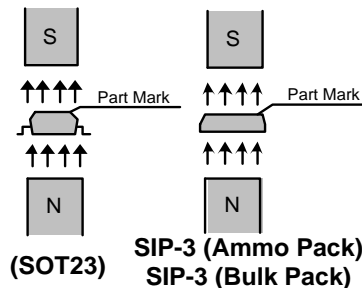 S
S
Part Mark
Part Mark
N
N
(SOT23)
SIP-3 (Ammo Pack)
SIP-3 (Bulk Pack)